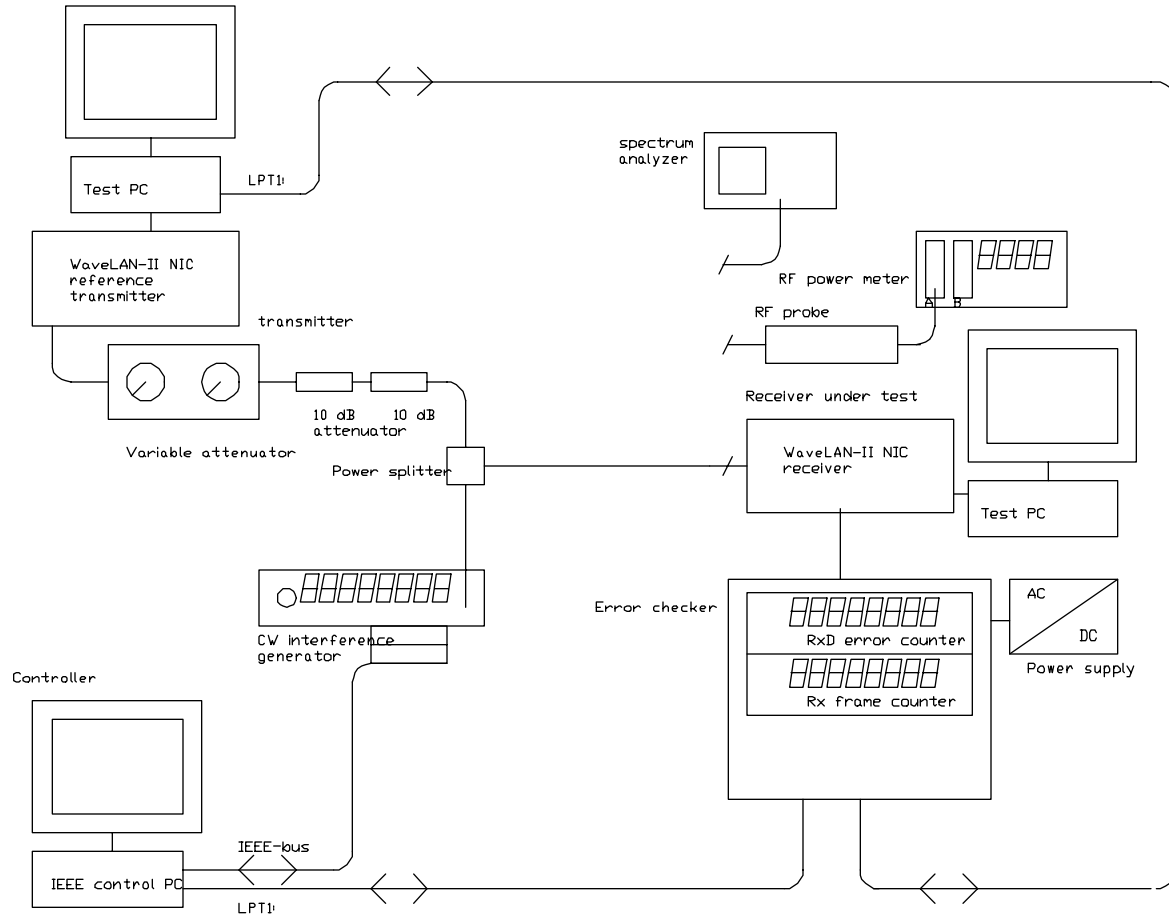 spectrum
analyzer
LPT1:
Test PC
WaveLAN-II NIC
reference
transmitter
RF power meter
A B
RF probe
transmitter
Receiver under test
10 dB 10 dB
attenuator
Variable attenuator
WaveLAN-II NIC
receiver
Power splitter
Test PC
Error checker
AC
DC
RxD error counter
CW interference
generator
Power supply
Controller
Rx frame counter
IEEE-bus
IEEE control PC
LPT1: